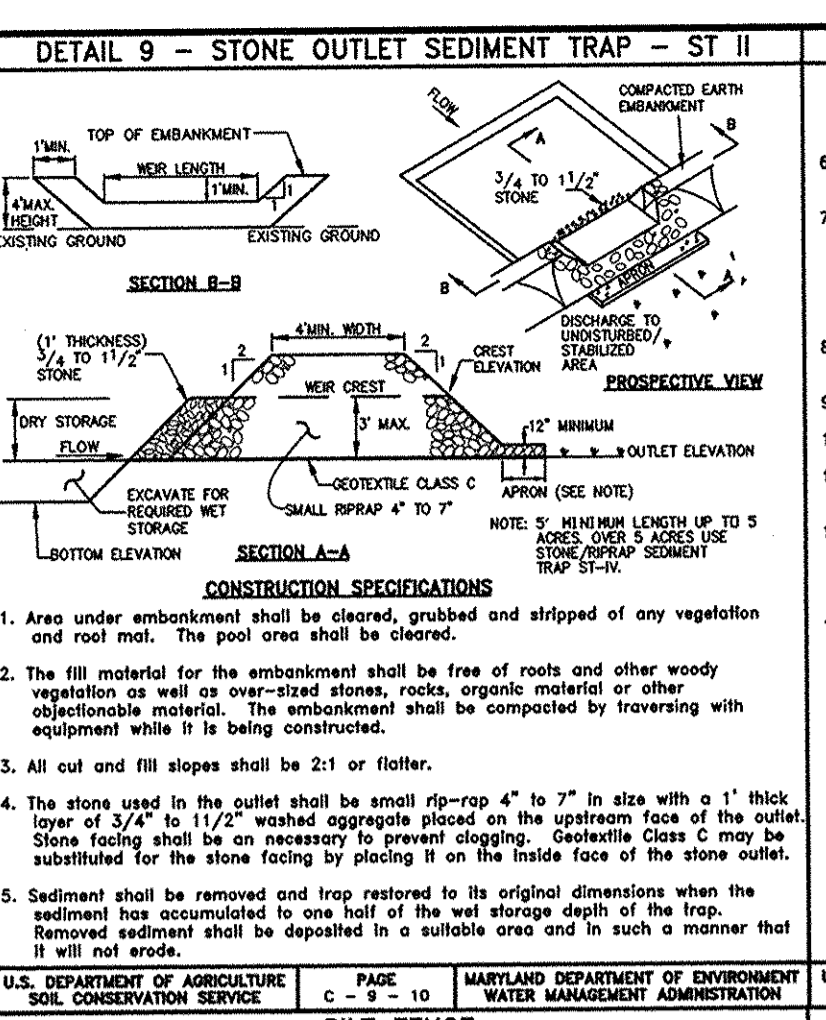 DETAIL 9 – STONE OUTLET SEDIMENT TRAP – ST II
1'MIN.
TOP OF EMBANKMENT
WEIR LENGTH
1'MIN.
1
1
4'MAX.
HEIGHT
EXISTING GROUND
EXISTING GROUND
SECTION B-B
FLOW
COMPACTED EARTH
EMBANKMENT
B
A
3/4 TO 1 1/2"
STONE
B
APRON
A
DISCHARGE TO
UNDISTURBED/
STABILIZED
AREA
PROSPECTIVE VIEW
(1' THICKNESS)
3/4 TO 1 1/2"
STONE
4'MIN. WIDTH
2
1
2
1
CREST
ELEVATION
WEIR CREST
DRY STORAGE
3' MAX.
12" MINIMUM
FLOW
OUTLET ELEVATION
GEOTEXTILE CLASS C
APRON (SEE NOTE)
EXCAVATE FOR
REQUIRED WET
STORAGE
SMALL RIPRAP 4" TO 7"
BOTTOM ELEVATION
SECTION A-A
NOTE: 5' MINIMUM LENGTH UP TO 5
ACRES. OVER 5 ACRES USE
STONE/RIPRAP SEDIMENT
TRAP ST-IV.
CONSTRUCTION SPECIFICATIONS
1. Area under embankment shall be cleared, grubbed and stripped of any vegetation
and root mat. The pool area shall be cleared.
2. The fill material for the embankment shall be free of roots and other woody
vegetation as well as over-sized stones, rocks, organic material or other
objectionable material. The embankment shall be compacted by traversing with
equipment while it is being constructed.
3. All cut and fill slopes shall be 2:1 or flatter.
4. The stone used in the outlet shall be small rip-rap 4" to 7" in size with a 1' thick
layer of 3/4" to 11/2" washed aggregate placed on the upstream face of the outlet.
Stone facing shall be an necessary to prevent clogging. Geotextile Class C may be
substituted for the stone facing by placing it on the inside face of the stone outlet.
5. Sediment shall be removed and trap restored to its original dimensions when the
sediment has accumulated to one half of the wet storage depth of the trap.
Removed sediment shall be deposited in a suitable area and in such a manner that
it will not erode.
U.S. DEPARTMENT OF AGRICULTURE
SOIL CONSERVATION SERVICE
PAGE
C – 9 – 10
MARYLAND DEPARTMENT OF ENVIRONMENT
WATER MANAGEMENT ADMINISTRATION